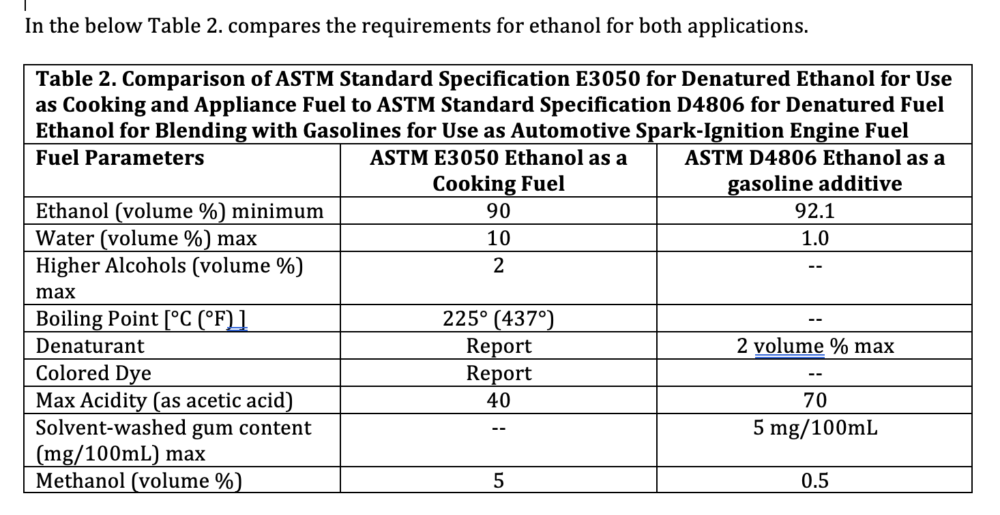 In the below Table 2. compares the requirements for ethanol for both applications.
Table 2. Comparison of ASTM Standard Specification E3050 for Denatured Ethanol for Use
as Cooking and Appliance Fuel to ASTM Standard Specification D4806 for Denatured Fuel
Ethanol for Blending with Gasolines for Use as Automotive Spark-Ignition Engine Fuel
Fuel Parameters ASTM E3050 Ethanol as a ASTM D4806 Ethanol as a
Cooking Fuel gasoline additive
Ethanol (volume %) minimum 90 92.1
Water (volume %) max 10 1.0
Higher Alcohols (volume %) 2 --
max
Boiling Point [°C (°F) ] 225° (437°) --
Denaturant Report 2 volume % max
Colored Dye Report --
Max Acidity (as acetic acid) 40 70
Solvent-washed gum content -- 5 mg/100mL
(mg/100mL) max
Methanol (volume %) 5 0.5